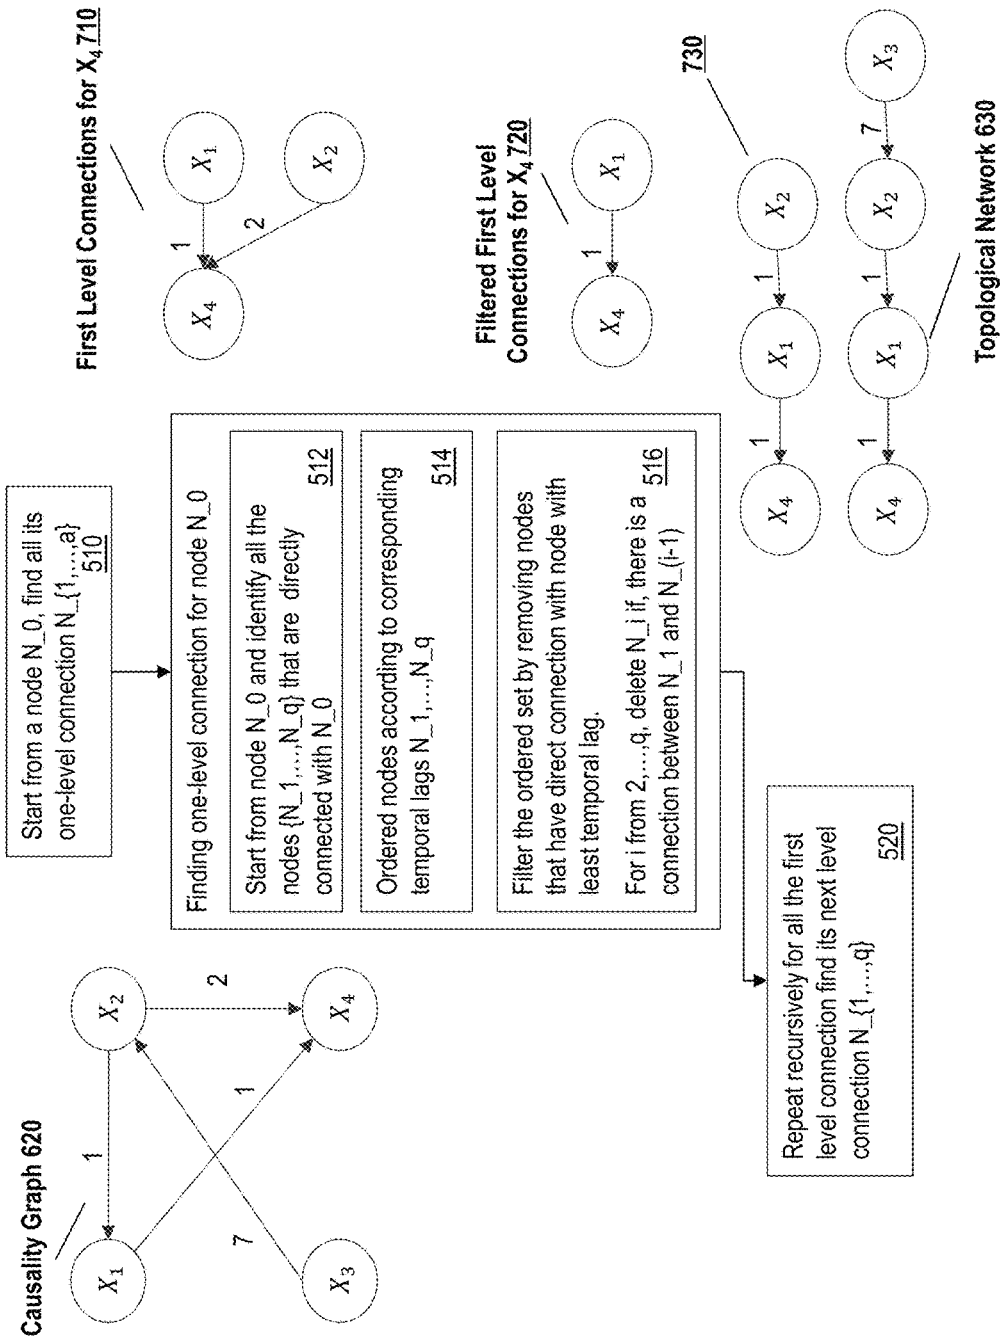 Causality Graph 620
X₁
1
X₂
2
7
1
X₃
X₄
Start from a node N_0, find all its
one-level connection N_{1,...,a}
510
Finding one-level connection for node N_0
Start from node N_0 and identify all the
nodes {N_1,...,N_q} that are directly
connected with N_0
512
Ordered nodes according to corresponding
temporal lags N_1,...,N_q
514
Filter the ordered set by removing nodes
that have direct connection with node with
least temporal lag.
For i from 2,...,q, delete N_i if, there is a
connection between N_1 and N_(i-1)
516
Repeat recursively for all the first
level connection find its next level
connection N_{1,...,q}
520
First Level Connections for X₄ 710
X₄
1
X₁
2
X₂
Filtered First Level
Connections for X₄ 720
X₄
1
X₁
730
X₄
1
X₁
1
X₂
X₄
1
X₁
1
X₂
7
X₃
Topological Network 630